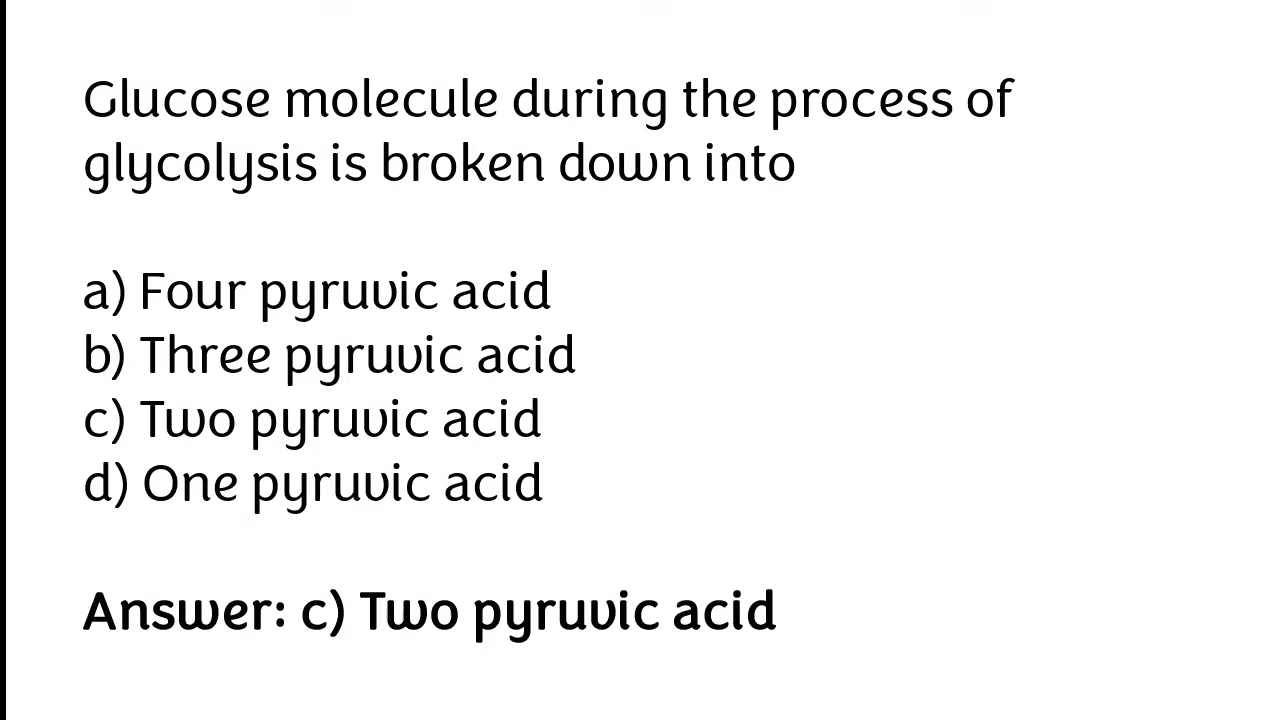 Glucose molecule during the process of
glycolysis is broken down into
a) Four pyruvic acid
b) Three pyruvic acid
c) Two pyruvic acid
d) One pyruvic acid
Answer: c) Two pyruvic acid